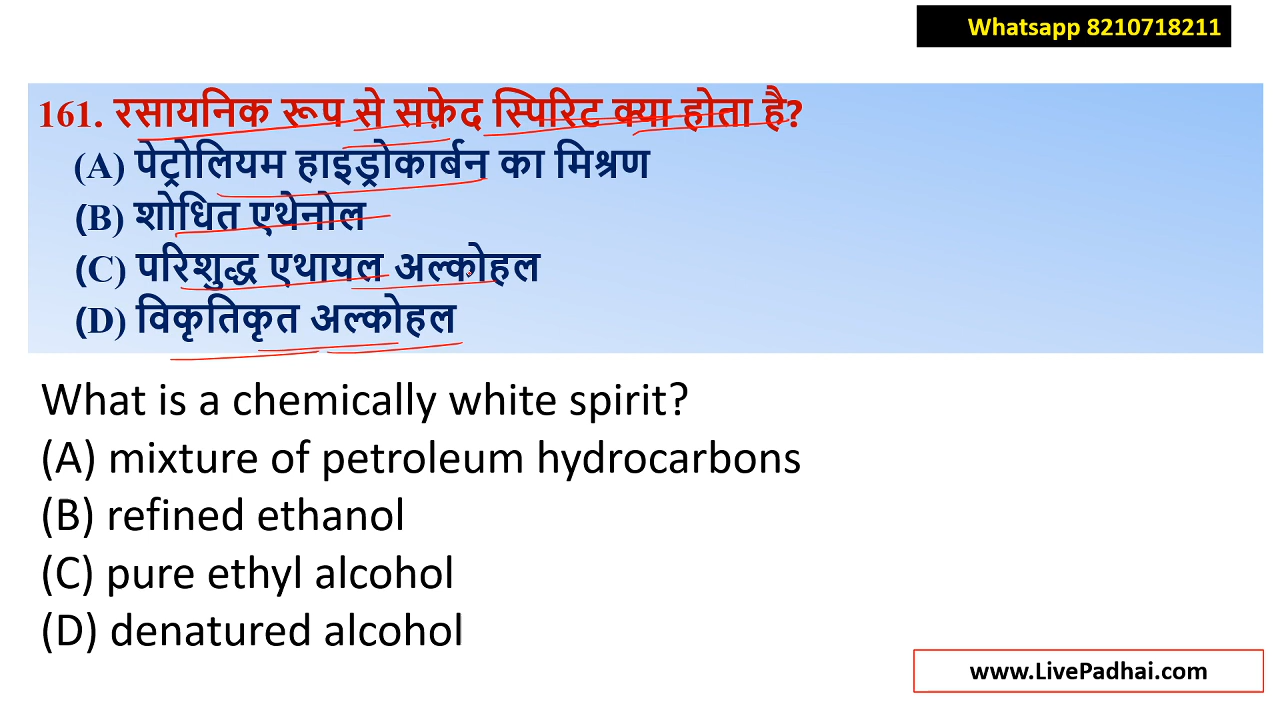 Whatsapp 8210718211
161. रसायनिक रूप से सफ़ेद स्पिरिट क्या होता है?
(A) पेट्रोलियम हाइड्रोकार्बन का मिश्रण
(B) शोधित एथेनोल
(C) परिशुद्ध एथायल अल्कोहल
(D) विकृतिकृत अल्कोहल
What is a chemically white spirit?
(A) mixture of petroleum hydrocarbons
(B) refined ethanol
(C) pure ethyl alcohol
(D) denatured alcohol
www.LivePadhai.com